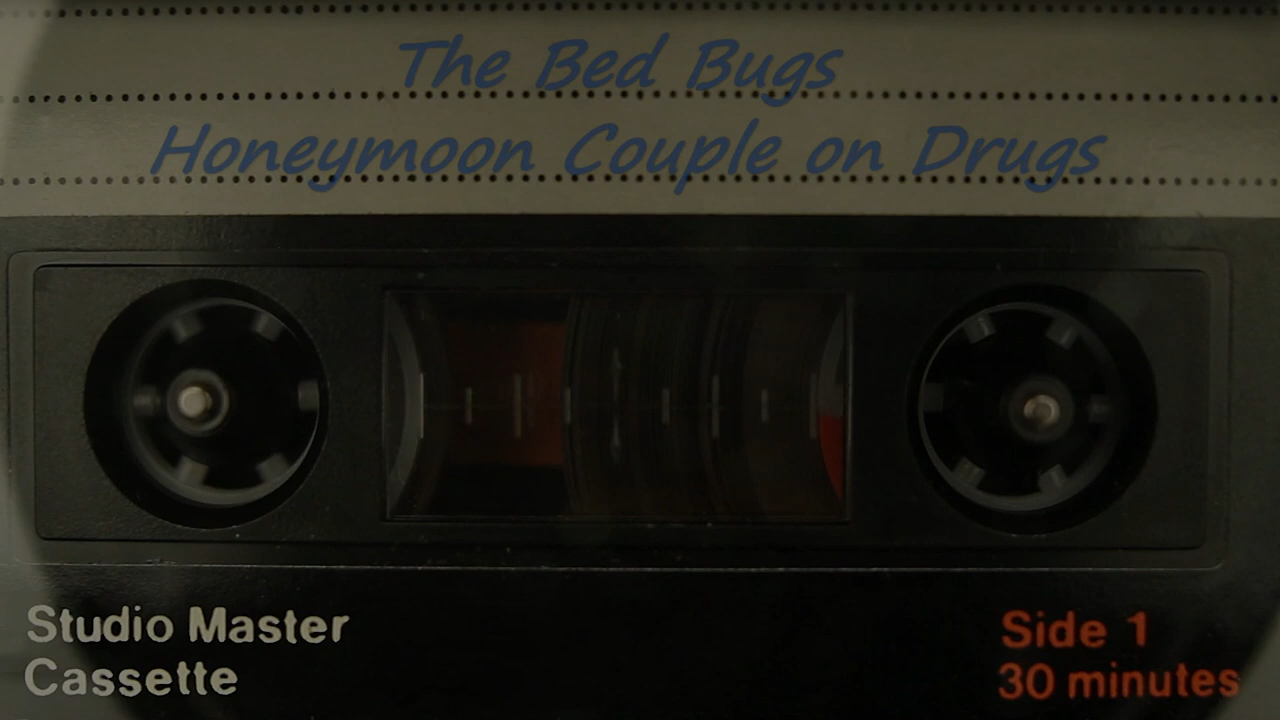 The Bed Bugs
Honeymoon Couple on Drugs
Studio Master
Cassette
Side 1
30 minutes